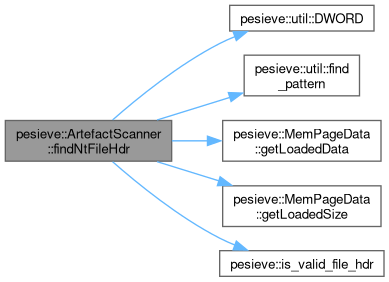 pesieve::ArtefactScanner
::findNtFileHdr
pesieve::util::DWORD
pesieve::util::find
_pattern
pesieve::MemPageData
::getLoadedData
pesieve::MemPageData
::getLoadedSize
pesieve::is_valid_file_hdr